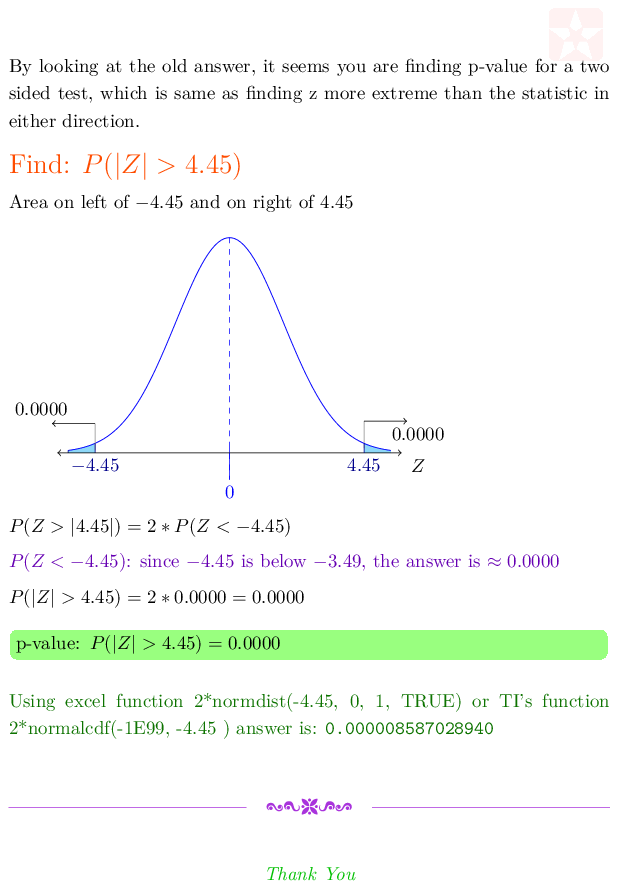 By looking at the old answer, it seems you are finding p-value for a two
sided test, which is same as finding z more extreme than the statistic in
either direction.
Find: P(|Z| > 4.45)
Area on left of −4.45 and on right of 4.45
0.0000
0.0000
−4.45
4.45
Z
0
P(Z > |4.45|) = 2 ∗ P(Z < −4.45)
P(Z < −4.45): since −4.45 is below −3.49, the answer is ≈ 0.0000
P(|Z| > 4.45) = 2 ∗ 0.0000 = 0.0000
p-value: P(|Z| > 4.45) = 0.0000
Using excel function 2*normdist(-4.45, 0, 1, TRUE) or TI's function
2*normalcdf(-1E99, -4.45 ) answer is: 0.000008587028940
Thank You